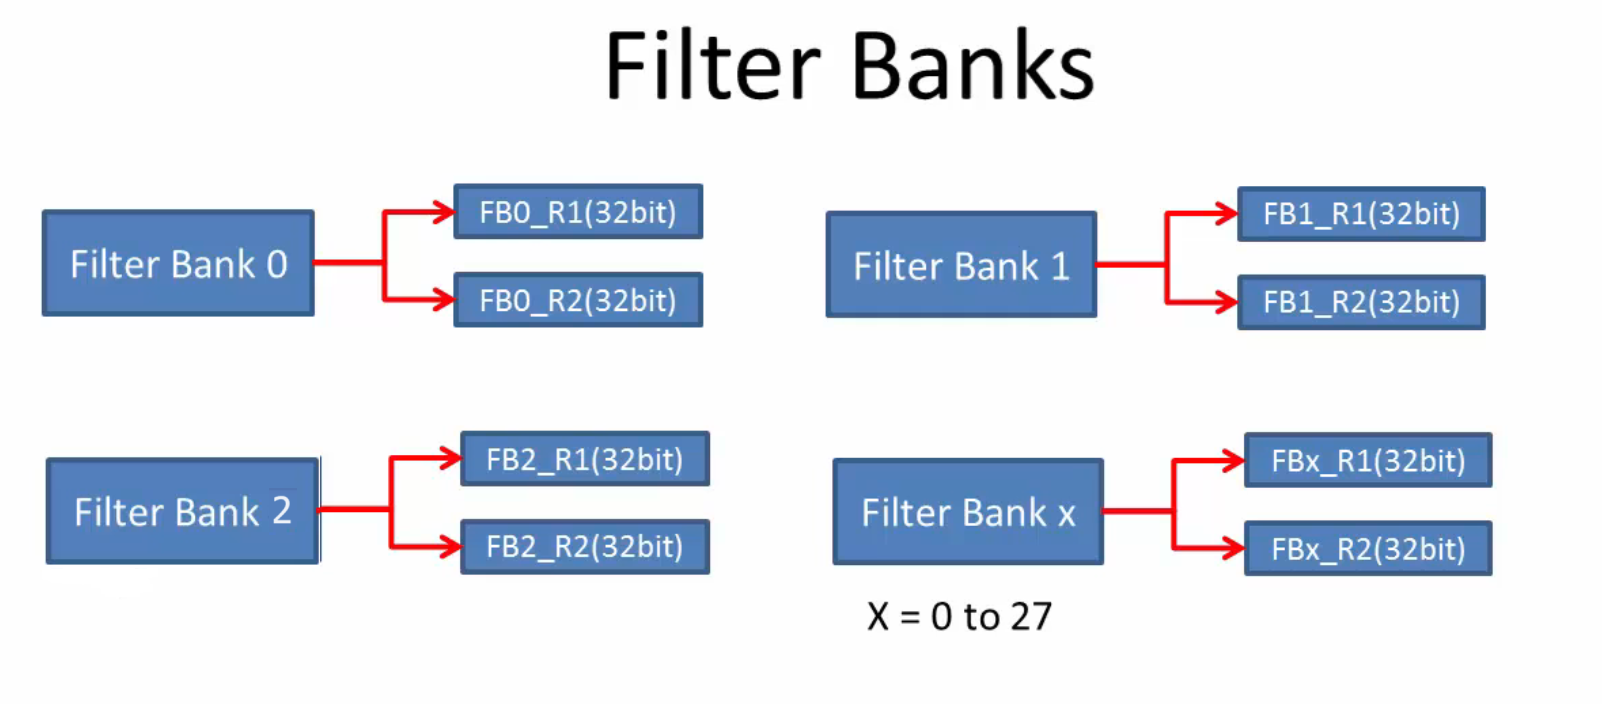 Filter Banks
Filter Bank 0
FB0_R1(32bit)
FB0_R2(32bit)
Filter Bank 1
FB1_R1(32bit)
FB1_R2(32bit)
Filter Bank 2
FB2_R1(32bit)
FB2_R2(32bit)
Filter Bank x
FBx_R1(32bit)
FBx_R2(32bit)
X = 0 to 27